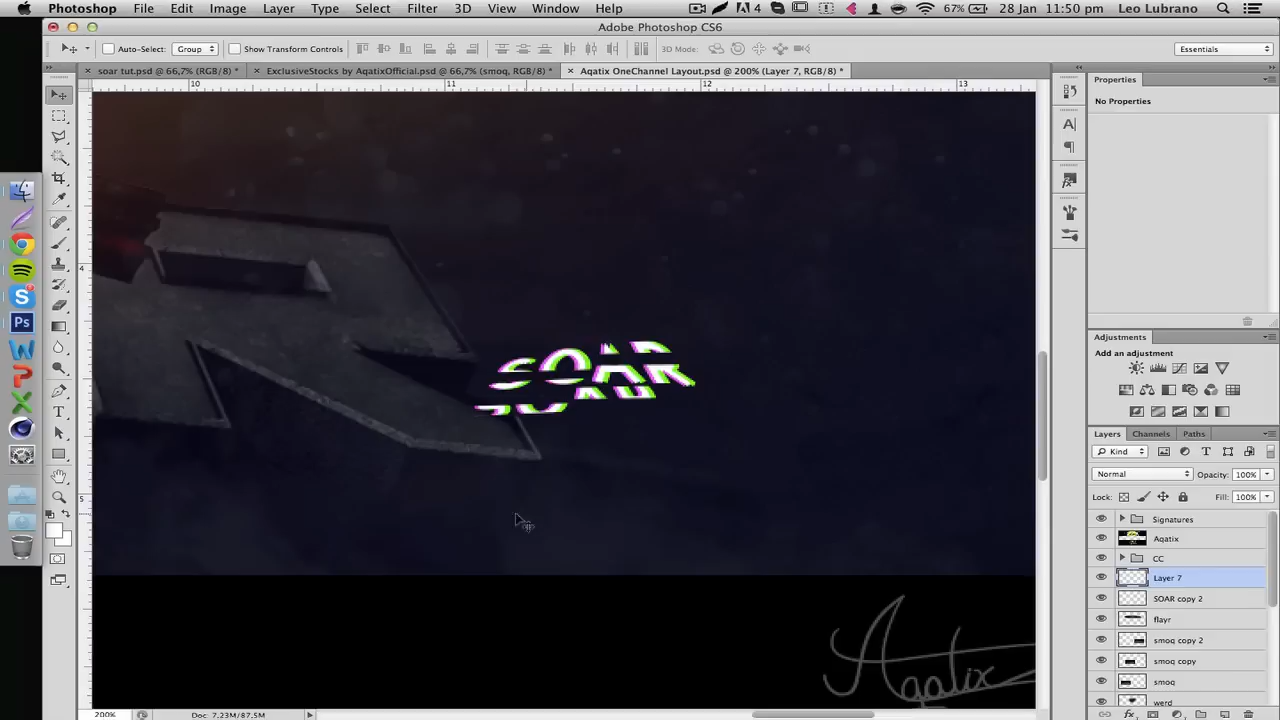 Photoshop File Edit Image Layer Type Select Filter 3D View Window Help 4 67% 28 Jan 11:50 pm Leo Lubrano
Adobe Photoshop CS6
Auto-Select: Group Show Transform Controls 3D Mode: Essentials
soar tut.psd @ 66,7% (RGB/8) * ExclusiveStocks by AqatixOfficial.psd @ 66,7% (smoq, RGB/8) * Aqatix OneChannel Layout.psd @ 200% (Layer 7, RGB/8) *
Properties
10 11 12 13
No Properties
4
SOAR
Adjustments
Add an adjustment
Layers Channels Paths
Kind
Normal Opacity: 100%
5
Lock: Fill: 100%
Signatures
Aqatix
CC
Layer 7
SOAR copy 2
flayr
smoq copy 2
smoq copy
smoq
werd
Aqatix
200% Doc: 7.23M/87.5M